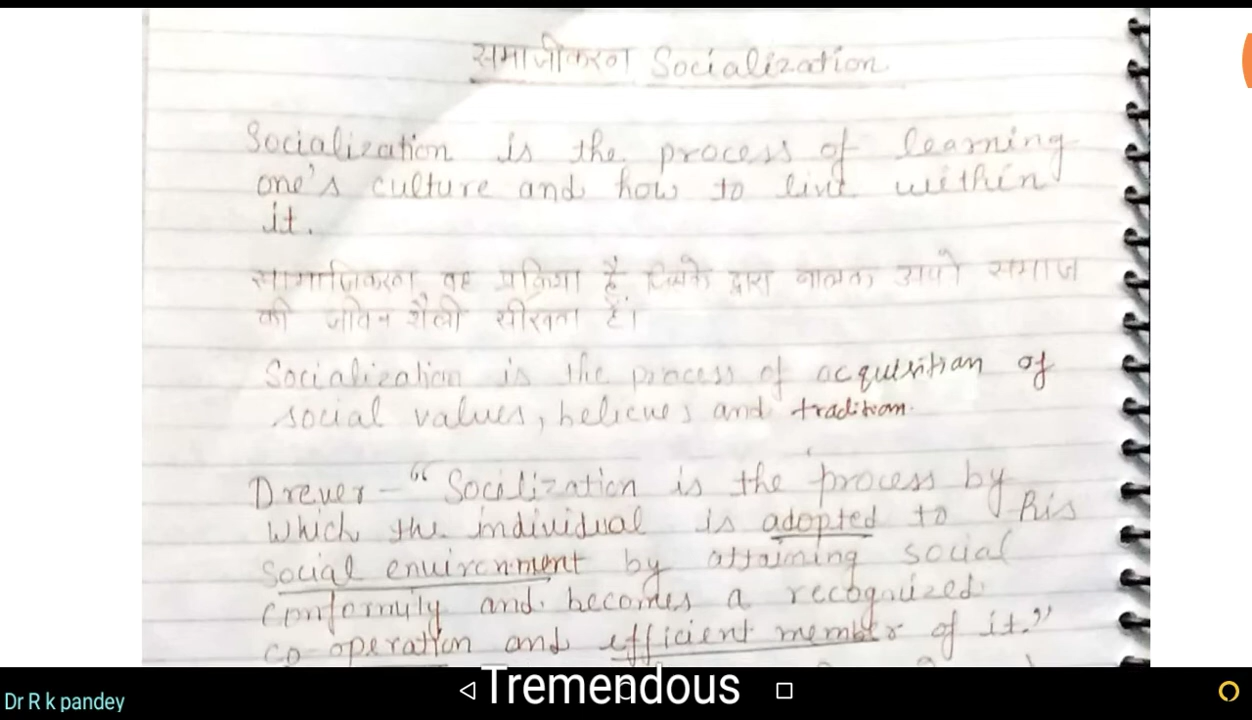 समाजीकरण Socialization
Socialization is the process of learning
one's culture and how to live within
it.
सामाजिकरण वह प्रक्रिया है जिसके द्वारा बालक अपने समाज
की जीवन शैली सीखता है।
Socialization is the process of acquisition of
social values, believes and tradition.
Drever - "Socilization is the process by
which the individual is adopted to his
social environment by attaining social
conformity and becomes a recognized
co-operation and efficient member of it."
Tremendous
Dr R k pandey